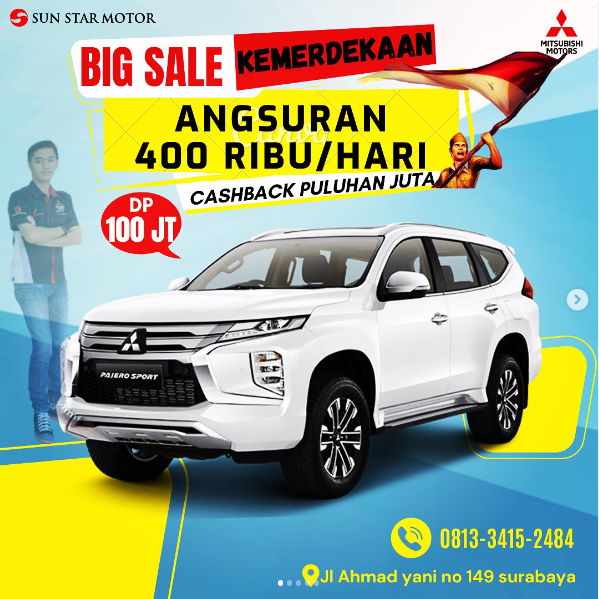 SUN STAR MOTOR
MITSUBISHI
MOTORS
BIG SALE
KEMERDEKAAN
ANGSURAN
400 RIBU/HARI
CASHBACK PULUHAN JUTA
DP
100 JT
PAJERO SPORT
0813-3415-2484
Jl Ahmad yani no 149 surabaya